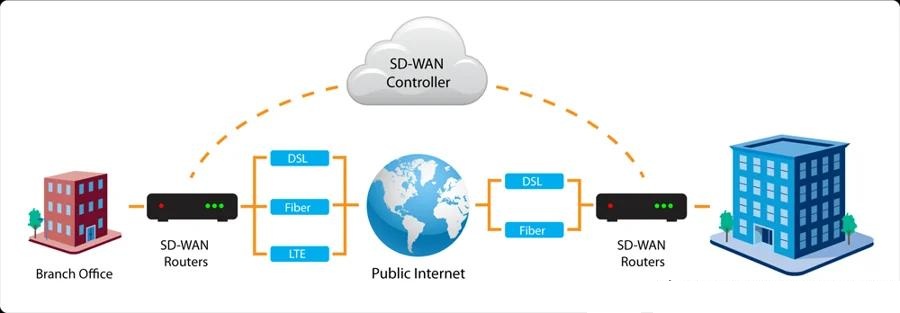 SD-WAN
Controller
DSL
Fiber
LTE
DSL
Fiber
SD-WAN
Routers
SD-WAN
Routers
Branch Office
Public Internet